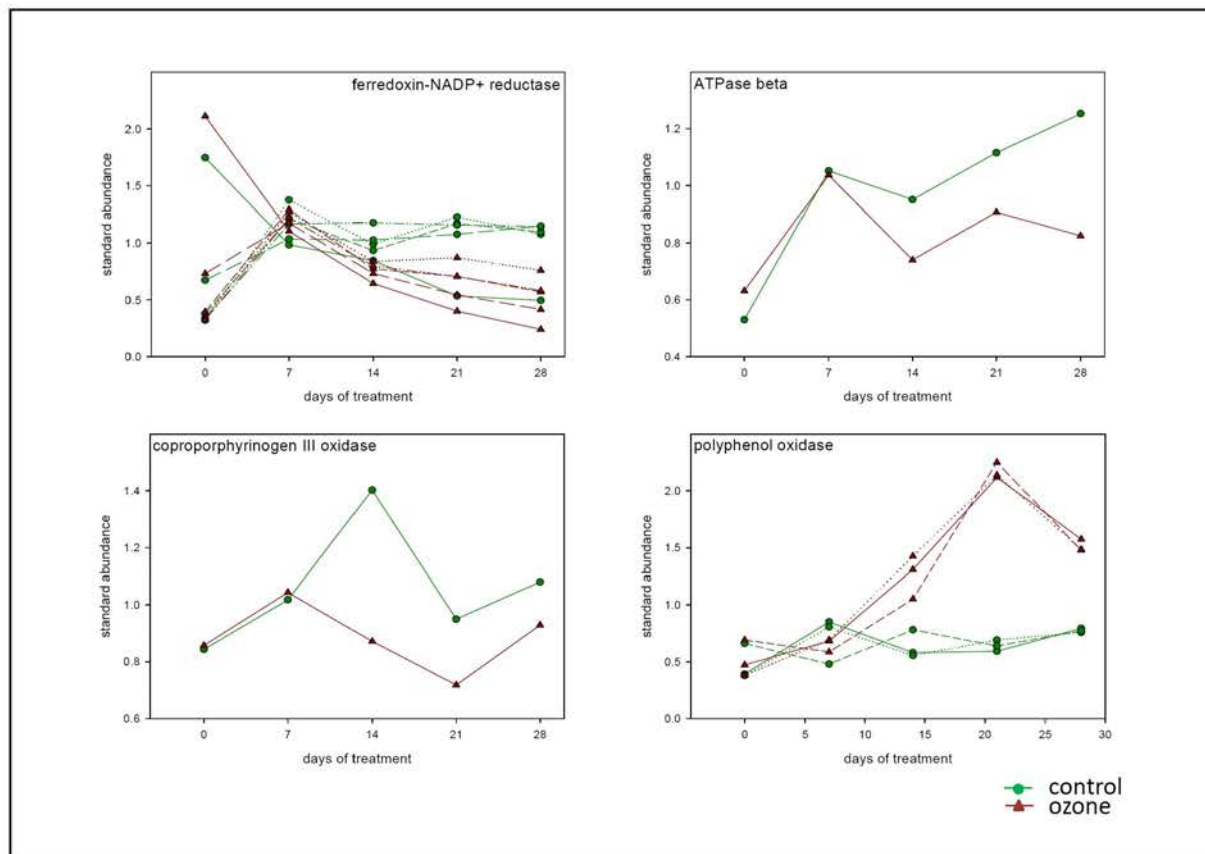 ferredoxin-NADP+ reductase
standard abundance
2.0
1.5
1.0
0.5
0.0
0 7 14 21 28
days of treatment
ATPase beta
standard abundance
1.2
1.0
0.8
0.6
0.4
0 7 14 21 28
days of treatment
coproporphyrinogen III oxidase
standard abundance
1.4
1.2
1.0
0.8
0.6
0 7 14 21 28
days of treatment
polyphenol oxidase
standard abundance
2.0
1.5
1.0
0.5
0.0
0 5 10 15 20 25 30
days of treatment
control
ozone